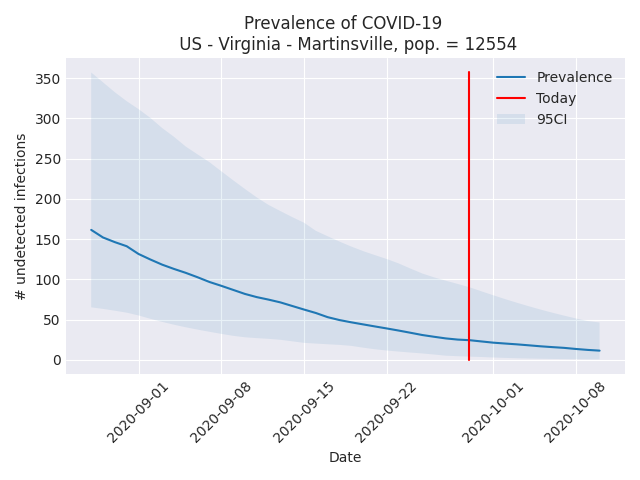 Prevalence of COVID-19
US - Virginia - Martinsville, pop. = 12554
Prevalence
Today
95CI
# undetected infections
350
300
250
200
150
100
50
0
2020-09-01
2020-09-08
2020-09-15
2020-09-22
2020-10-01
2020-10-08
Date